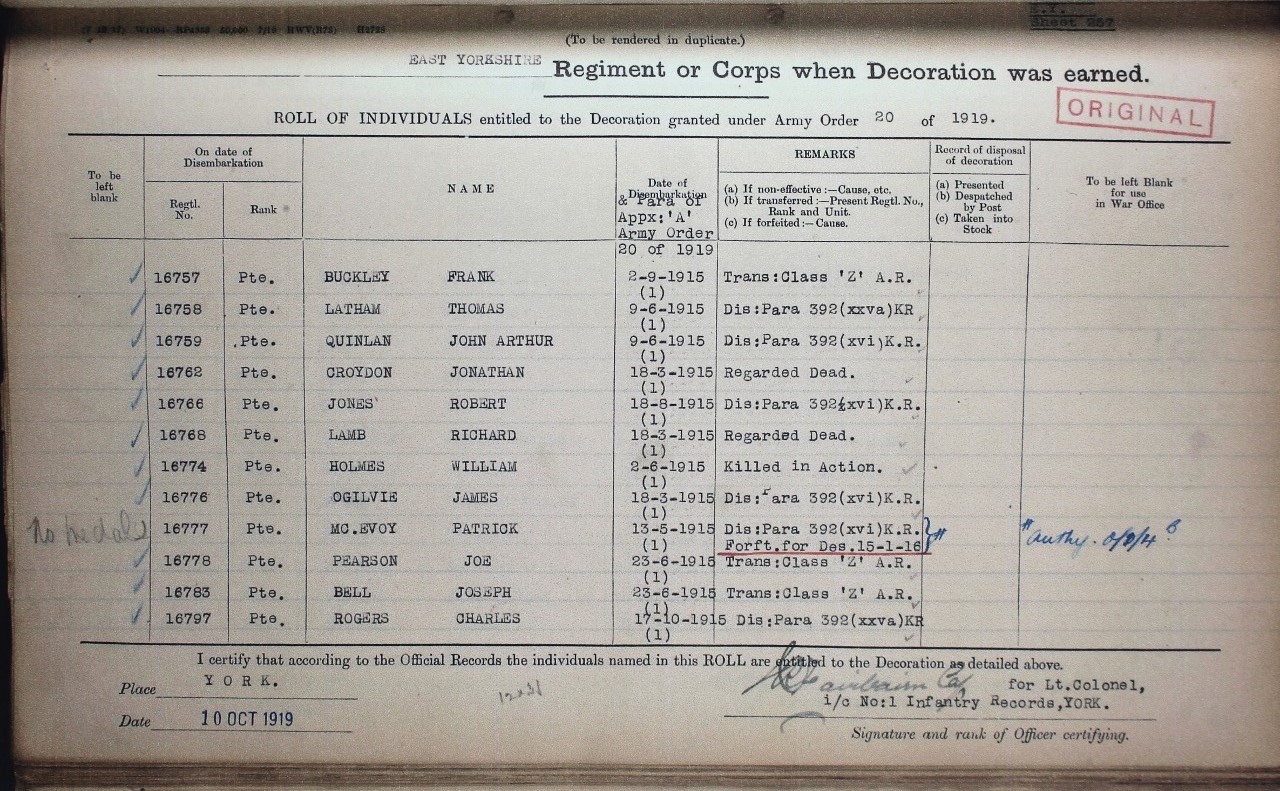 Sheet 257
(To be rendered in duplicate.)
EAST YORKSHIRE Regiment or Corps when Decoration was earned.
ORIGINAL
ROLL OF INDIVIDUALS entitled to the Decoration granted under Army Order 20 of 1919.
To be left blank
On date of Disembarkation
Regtl. No.
Rank
NAME
Date of Disembarkation
& Para of
Appx:'A'
Army Order
20 of 1919
REMARKS
(a) If non-effective :—Cause, etc.
(b) If transferred :—Present Regtl. No., Rank and Unit.
(c) If forfeited :—Cause.
Record of disposal of decoration
(a) Presented
(b) Despatched by Post
(c) Taken into Stock
To be left Blank for use in War Office
16757 Pte. BUCKLEY FRANK 2-9-1915 Trans:Class 'Z' A.R.
(1)
16758 Pte. LATHAM THOMAS 9-6-1915 Dis:Para 392(xxva)KR
(1)
16759 Pte. QUINLAN JOHN ARTHUR 9-6-1915 Dis:Para 392(xvi)K.R.
(1)
16762 Pte. CROYDON JONATHAN 18-3-1915 Regarded Dead.
(1)
16766 Pte. JONES' ROBERT 18-8-1915 Dis:Para 392½xvi)K.R.
(1)
16768 Pte. LAMB RICHARD 18-3-1915 Regarded Dead.
(1)
16774 Pte. HOLMES WILLIAM 2-6-1915 Killed in Action.
(1)
16776 Pte. OGILVIE JAMES 18-3-1915 Dis:Para 392(xvi)K.R.
(1)
No medals 16777 Pte. MC.EVOY PATRICK 13-5-1915 Dis:Para 392(xvi)K.R. "Authy.
(1) Forft.for Des.15-1-16
16778 Pte. PEARSON JOE 23-6-1915 Trans:Class 'Z' A.R.
(1)
16783 Pte. BELL JOSEPH 23-6-1915 Trans:Class 'Z' A.R.
(1)
16797 Pte. ROGERS CHARLES 17-10-1915 Dis:Para 392(xxva)KR
(1)
I certify that according to the Official Records the individuals named in this ROLL are entitled to the Decoration as detailed above.
Place YORK.
Fairbairn for Lt.Colonel,
i/c No:1 Infantry Records,YORK.
Date 10 OCT 1919
Signature and rank of Officer certifying.